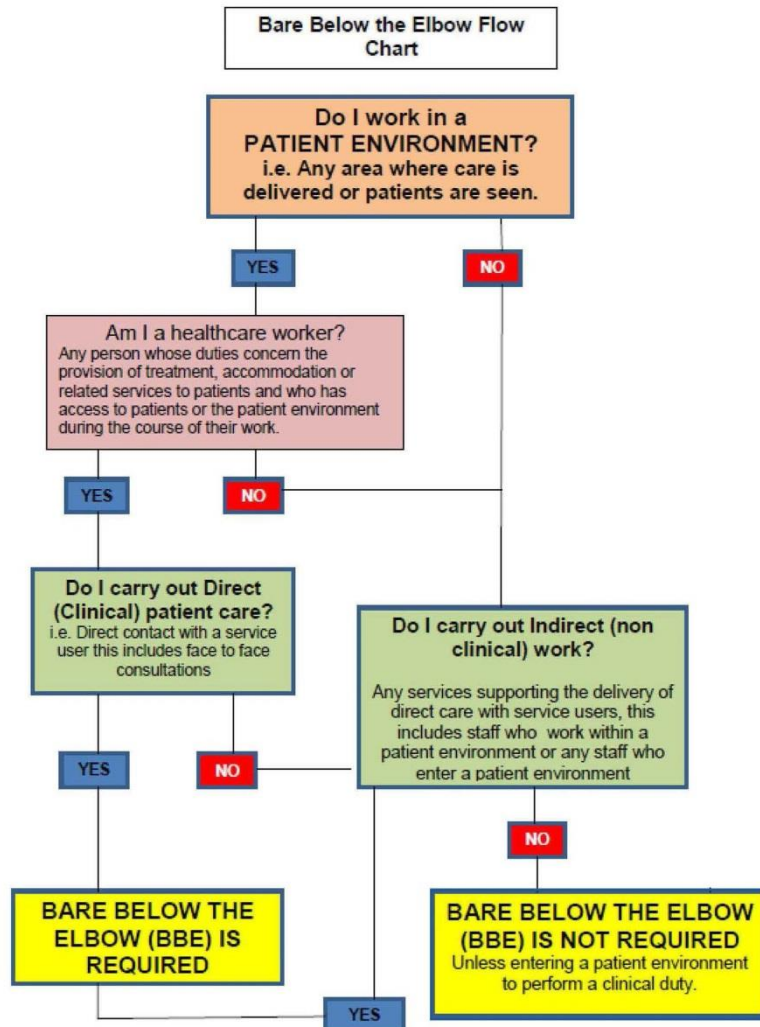 Bare Below the Elbow Flow
Chart
Do I work in a
PATIENT ENVIRONMENT?
i.e. Any area where care is
delivered or patients are seen.
YES
NO
Am I a healthcare worker?
Any person whose duties concern the
provision of treatment, accommodation or
related services to patients and who has
access to patients or the patient environment
during the course of their work.
YES
NO
Do I carry out Direct
(Clinical) patient care?
i.e. Direct contact with a service
user this includes face to face
consultations
Do I carry out Indirect (non
clinical) work?
Any services supporting the delivery of
direct care with service users, this
includes staff who work within a
patient environment or any staff who
enter a patient environment
YES
NO
NO
BARE BELOW THE
ELBOW (BBE) IS
REQUIRED
BARE BELOW THE ELBOW
(BBE) IS NOT REQUIRED
Unless entering a patient environment
to perform a clinical duty.
YES